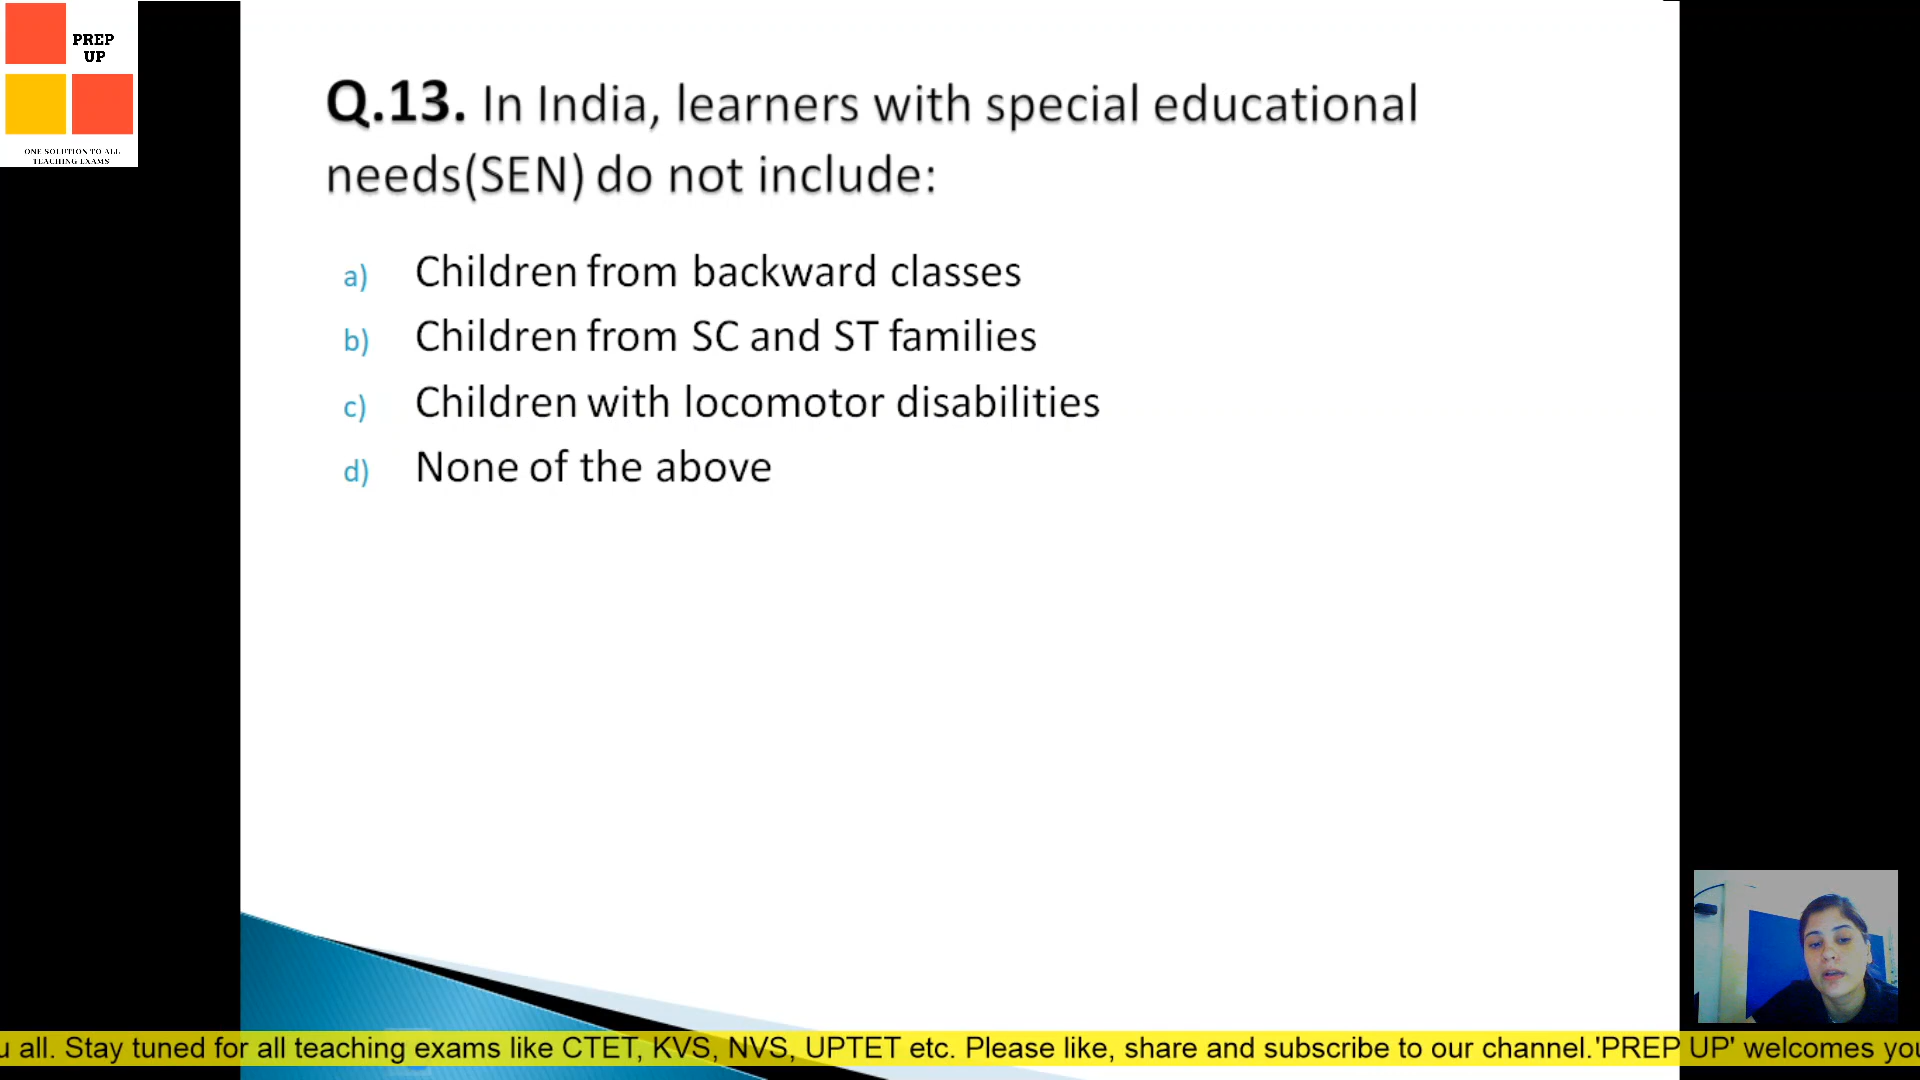 PREP
UP
ONE SOLUTION TO ALL
TEACHING EXAMS
Q.13. In India, learners with special educational
needs(SEN) do not include:
a) Children from backward classes
b) Children from SC and ST families
c) Children with locomotor disabilities
d) None of the above
u all. Stay tuned for all teaching exams like CTET, KVS, NVS, UPTET etc. Please like, share and subscribe to our channel.'PREP UP' welcomes you